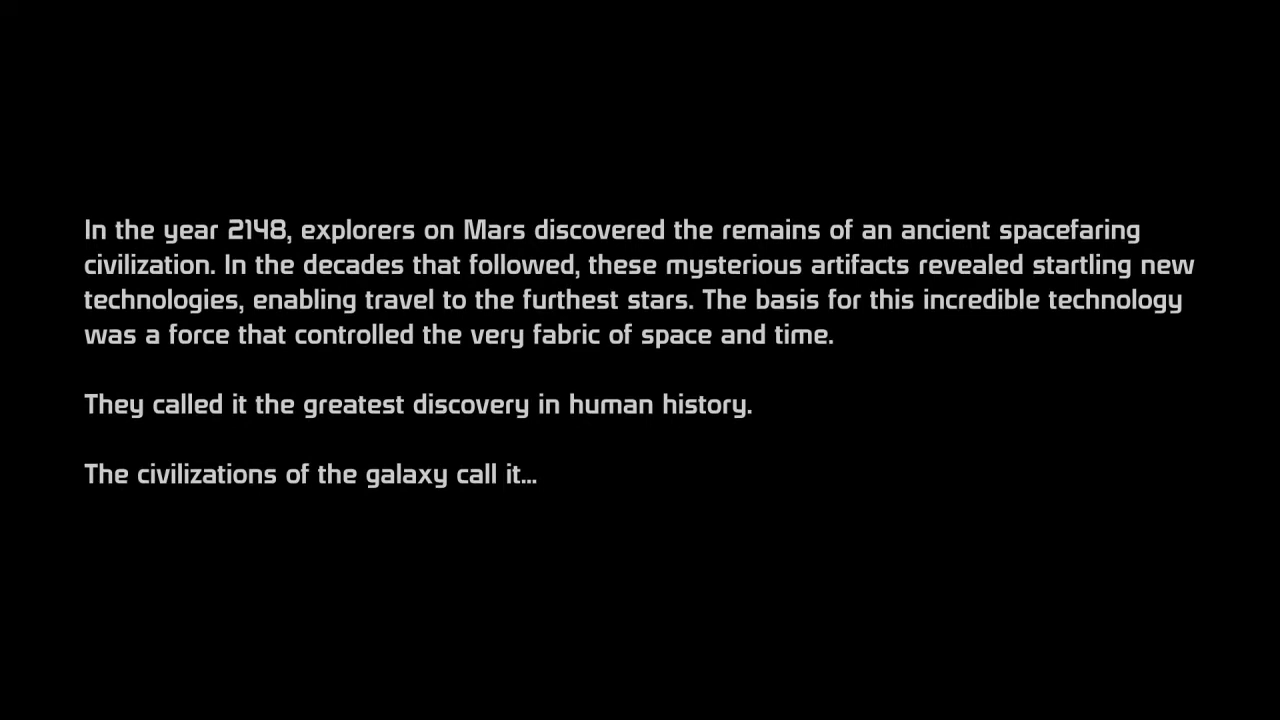 In the year 2148, explorers on Mars discovered the remains of an ancient spacefaring
civilization. In the decades that followed, these mysterious artifacts revealed startling new
technologies, enabling travel to the furthest stars. The basis for this incredible technology
was a force that controlled the very fabric of space and time.
They called it the greatest discovery in human history.
The civilizations of the galaxy call it...